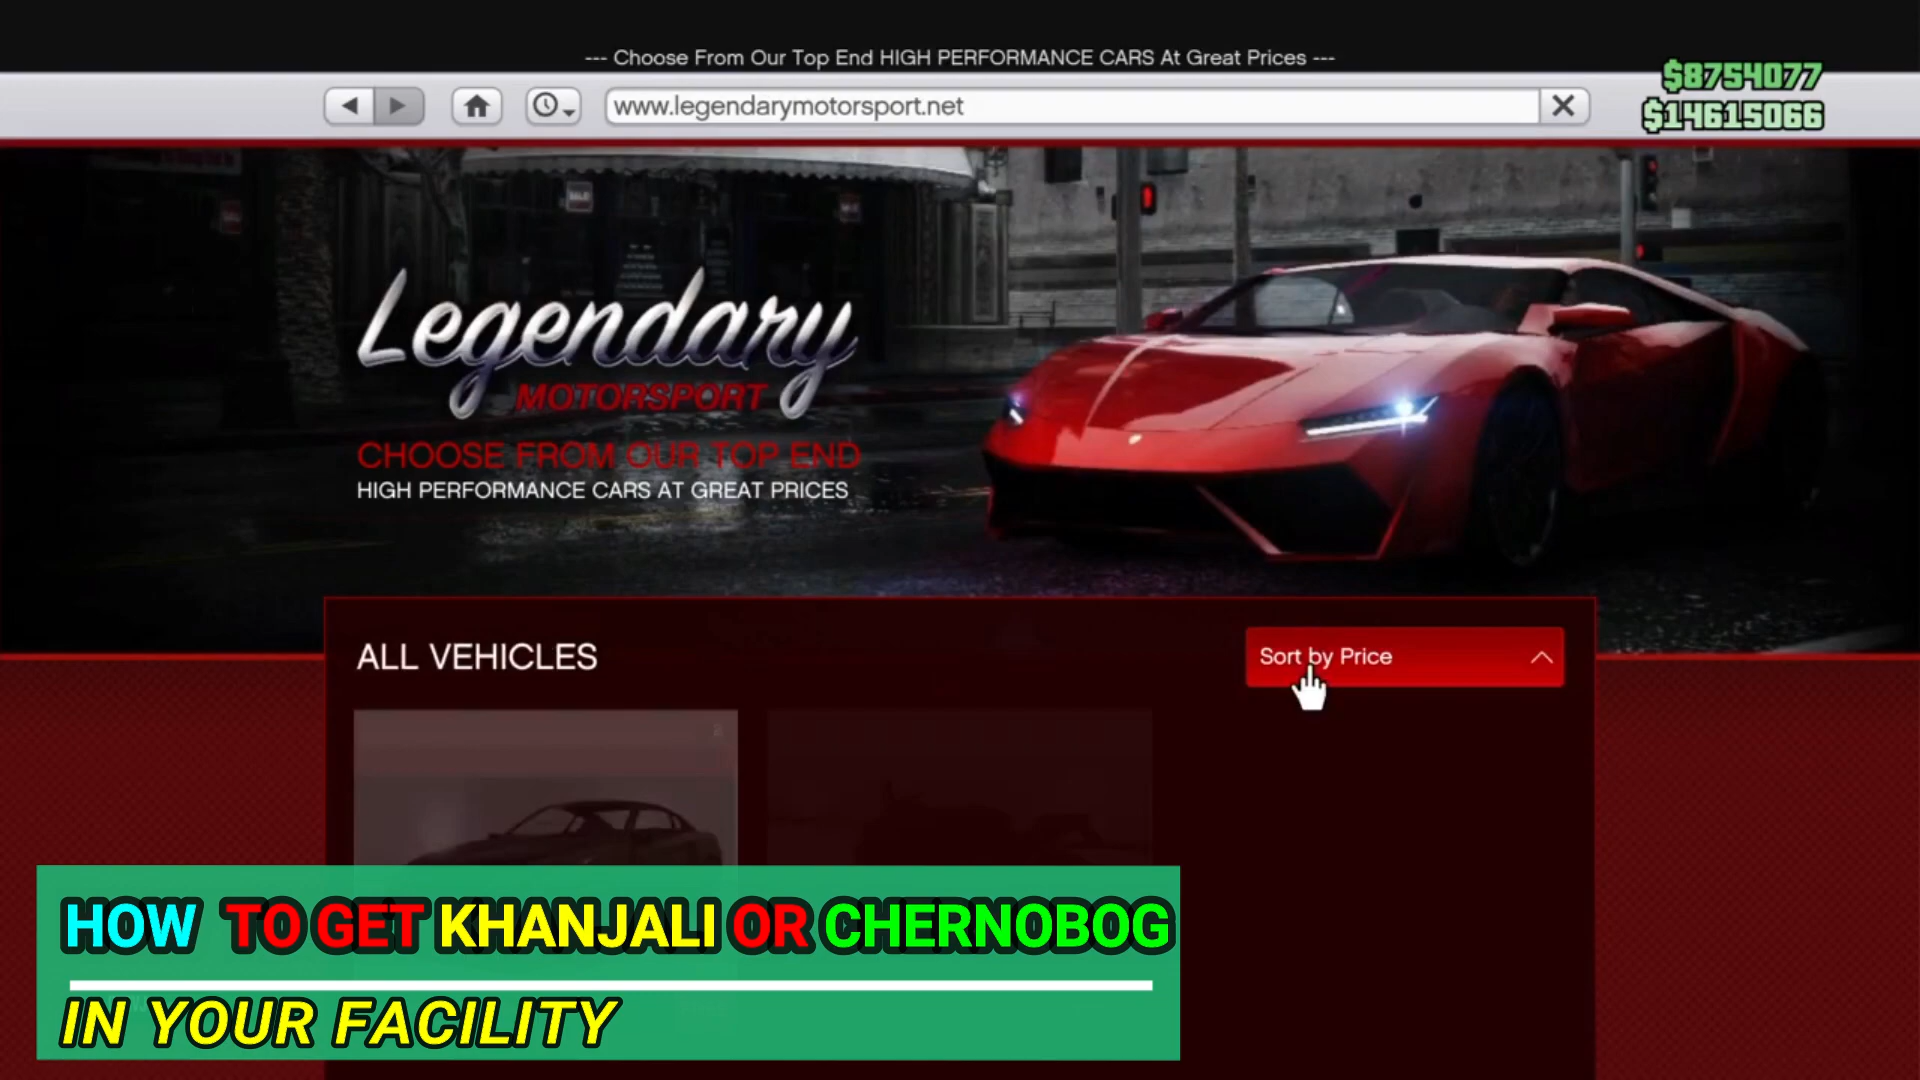 --- Choose From Our Top End HIGH PERFORMANCE CARS At Great Prices ---
$8754077
www.legendarymotorsport.net
$14615066
Legendary
MOTORSPORT
CHOOSE FROM OUR TOP END
HIGH PERFORMANCE CARS AT GREAT PRICES
ALL VEHICLES
Sort by Price
HOW TO GET KHANJALI OR CHERNOBOG
IN YOUR FACILITY